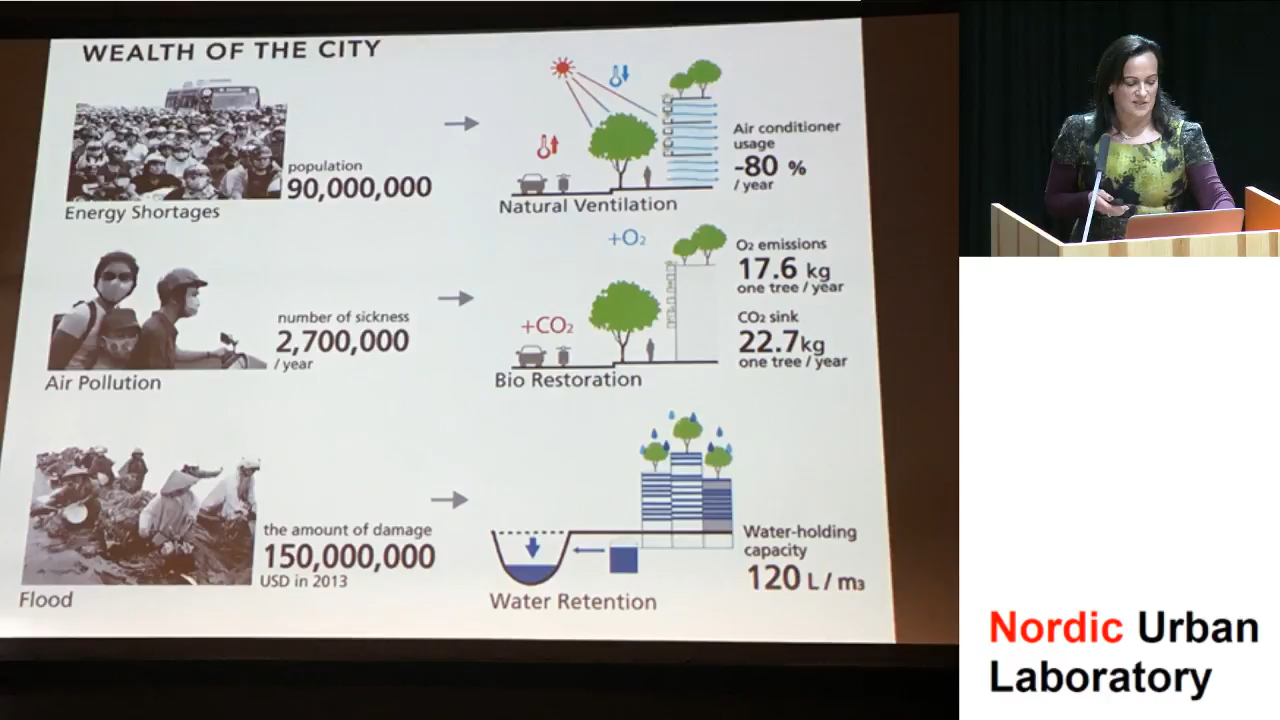 WEALTH OF THE CITY
population
90,000,000
Energy Shortages
Air conditioner
usage
-80 %
/ year
Natural Ventilation
number of sickness
2,700,000
/ year
Air Pollution
+O₂
+CO₂
O₂ emissions
17.6 kg
one tree / year
CO₂ sink
22.7kg
one tree / year
Bio Restoration
the amount of damage
150,000,000
USD in 2013
Flood
Water-holding
capacity
120 L / m₃
Water Retention
Nordic Urban
Laboratory